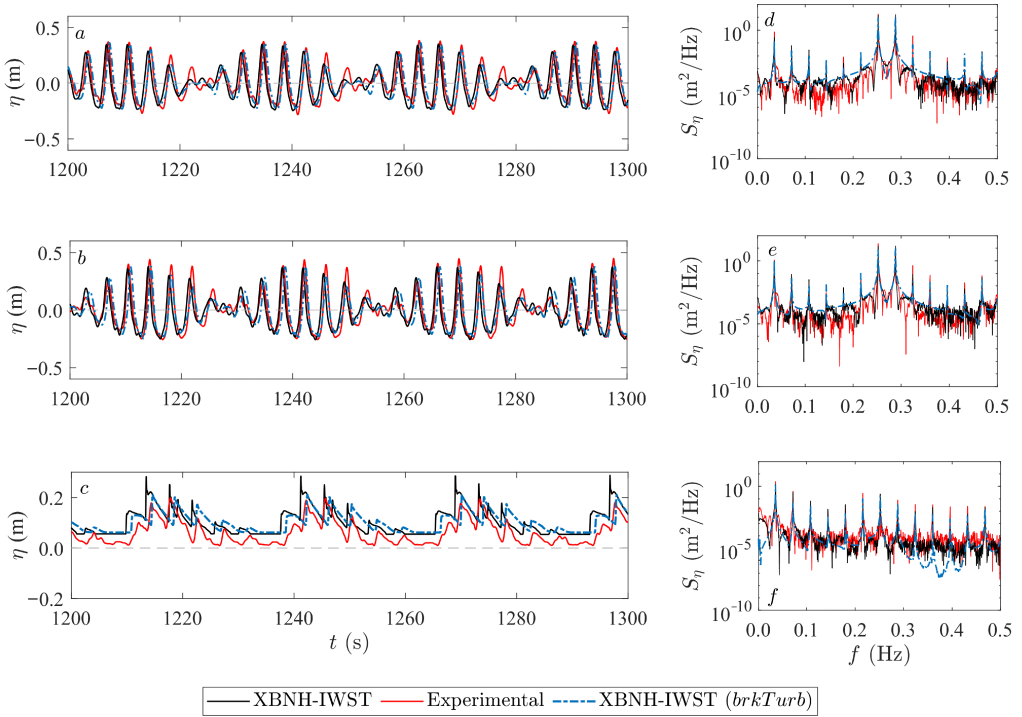 a
0.5
0.0
−0.5
η (m)
1200 1220 1240 1260 1280 1300
d
10^0
10^-5
10^-10
S_η (m^2/Hz)
0.0 0.1 0.2 0.3 0.4 0.5
b
0.5
0.0
−0.5
η (m)
1200 1220 1240 1260 1280 1300
e
10^0
10^-5
10^-10
S_η (m^2/Hz)
0.0 0.1 0.2 0.3 0.4 0.5
c
0.2
0.0
−0.2
η (m)
1200 1220 1240 1260 1280 1300
t (s)
f
10^0
10^-5
10^-10
S_η (m^2/Hz)
0.0 0.1 0.2 0.3 0.4 0.5
f (Hz)
XBNH-IWST Experimental XBNH-IWST (brkTurb)